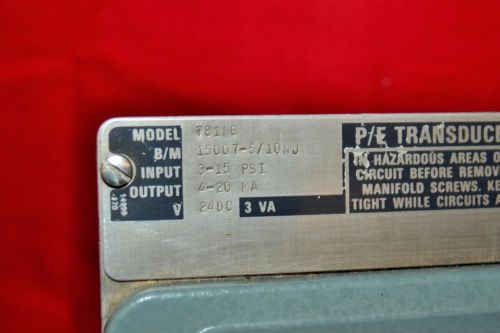 MODEL 781NB
B/M 15007-5/10NJ
INPUT 3-15 PSI
OUTPUT 4-20 MA
V 24DC 3 VA
P/E TRANSDUC
IN HAZARDOUS AREAS O
CIRCUIT BEFORE REMOV
MANIFOLD SCREWS. KE
TIGHT WHILE CIRCUITS A